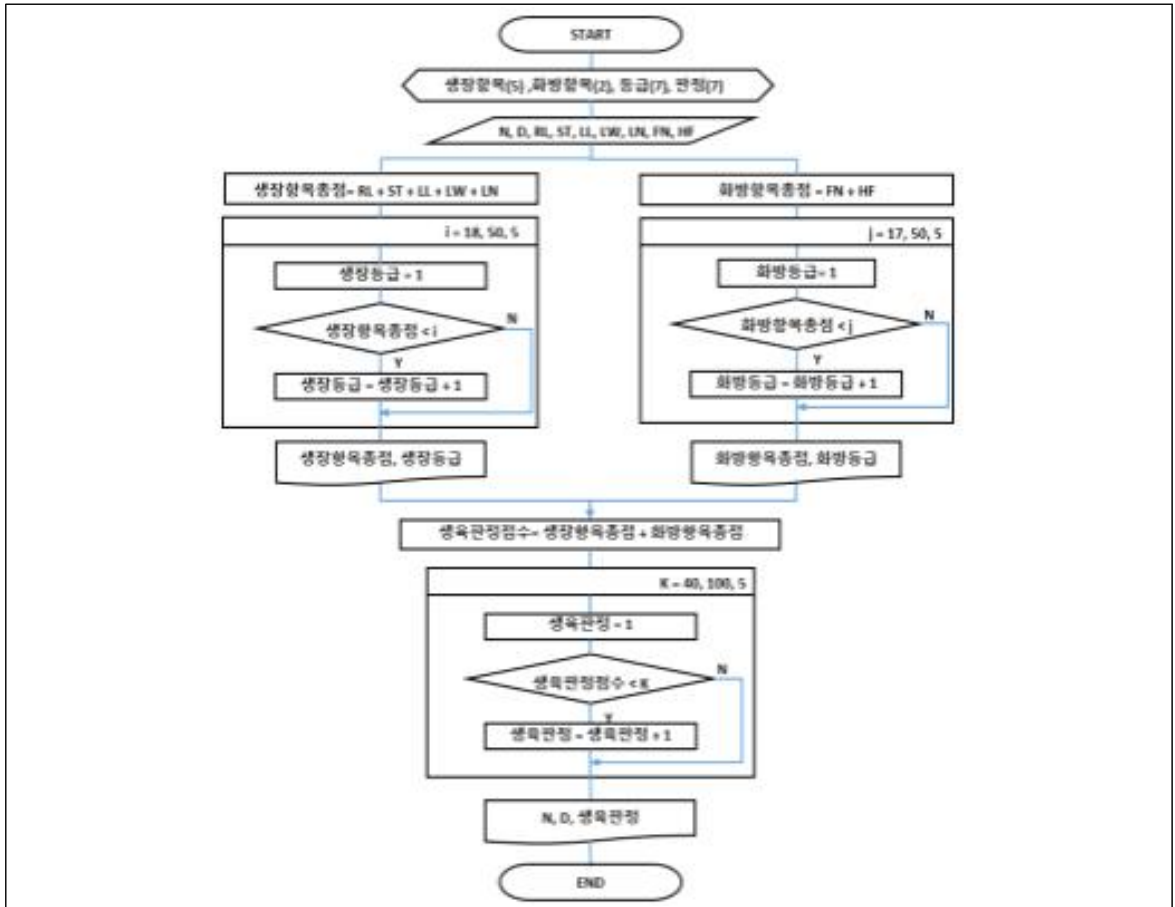 START
생장항목(5) ,화방항목(2), 등급(7), 판정(7)
N, D, RL, ST, LL, LW, LN, FN, HF
생장항목총점= RL + ST + LL + LW + LN
i = 18, 50, 5
생장등급 = 1
생장항목총점 < i
N
Y
생장등급 = 생장등급 + 1
생장항목총점, 생장등급
화방항목총점 = FN + HF
j = 17, 50, 5
화방등급= 1
화방항목총점 < j
N
Y
화방등급 = 화방등급 + 1
화방항목총점, 화방등급
생육판정점수= 생장항목총점 + 화방항목총점
K = 40, 100, 5
생육판정 = 1
생육판정점수 < K
N
Y
생육판정 = 생육판정 + 1
N, D, 생육판정
END